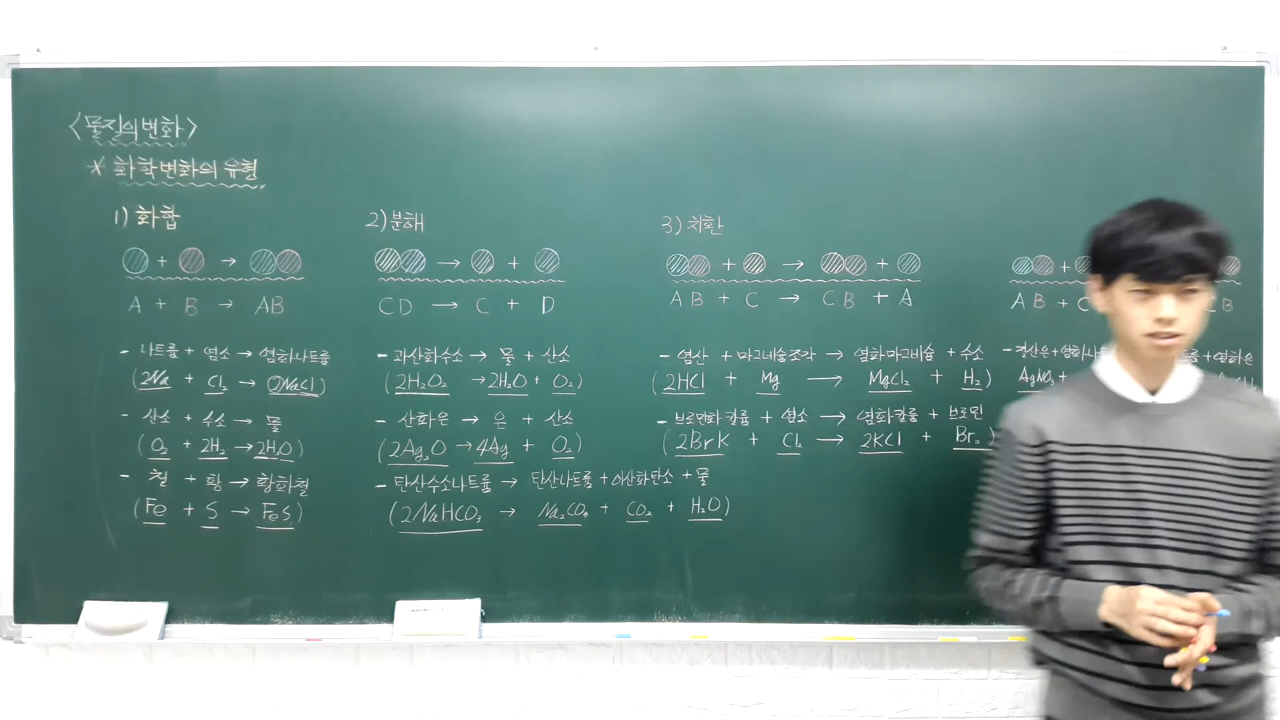 <물질의 변화>
* 화학변화의 유형
1) 화합
A + B → AB
- 나트륨 + 염소 → 염화나트륨
(2Na + Cl₂ → 2NaCl)
- 산소 + 수소 → 물
(O₂ + 2H₂ → 2H₂O)
- 철 + 황 → 황화철
(Fe + S → FeS)
2) 분해
CD → C + D
- 과산화수소 → 물 + 산소
(2H₂O₂ → 2H₂O + O₂)
- 산화은 → 은 + 산소
(2Ag₂O → 4Ag + O₂)
- 탄산수소나트륨 → 탄산나트륨 + 이산화탄소 + 물
(2NaHCO₃ → Na₂CO₃ + CO₂ + H₂O)
3) 치환
AB + C → CB + A
- 염산 + 마그네슘조각 → 염화마그네슘 + 수소
(2HCl + Mg → MgCl₂ + H₂)
- 브로민화칼륨 + 염소 → 염화칼륨 + 브로민
(2BrK + Cl₂ → 2KCl + Br₂)
AB + C B
- 질산은 + 염화나 륨 + 염화은
AgNO₃ +